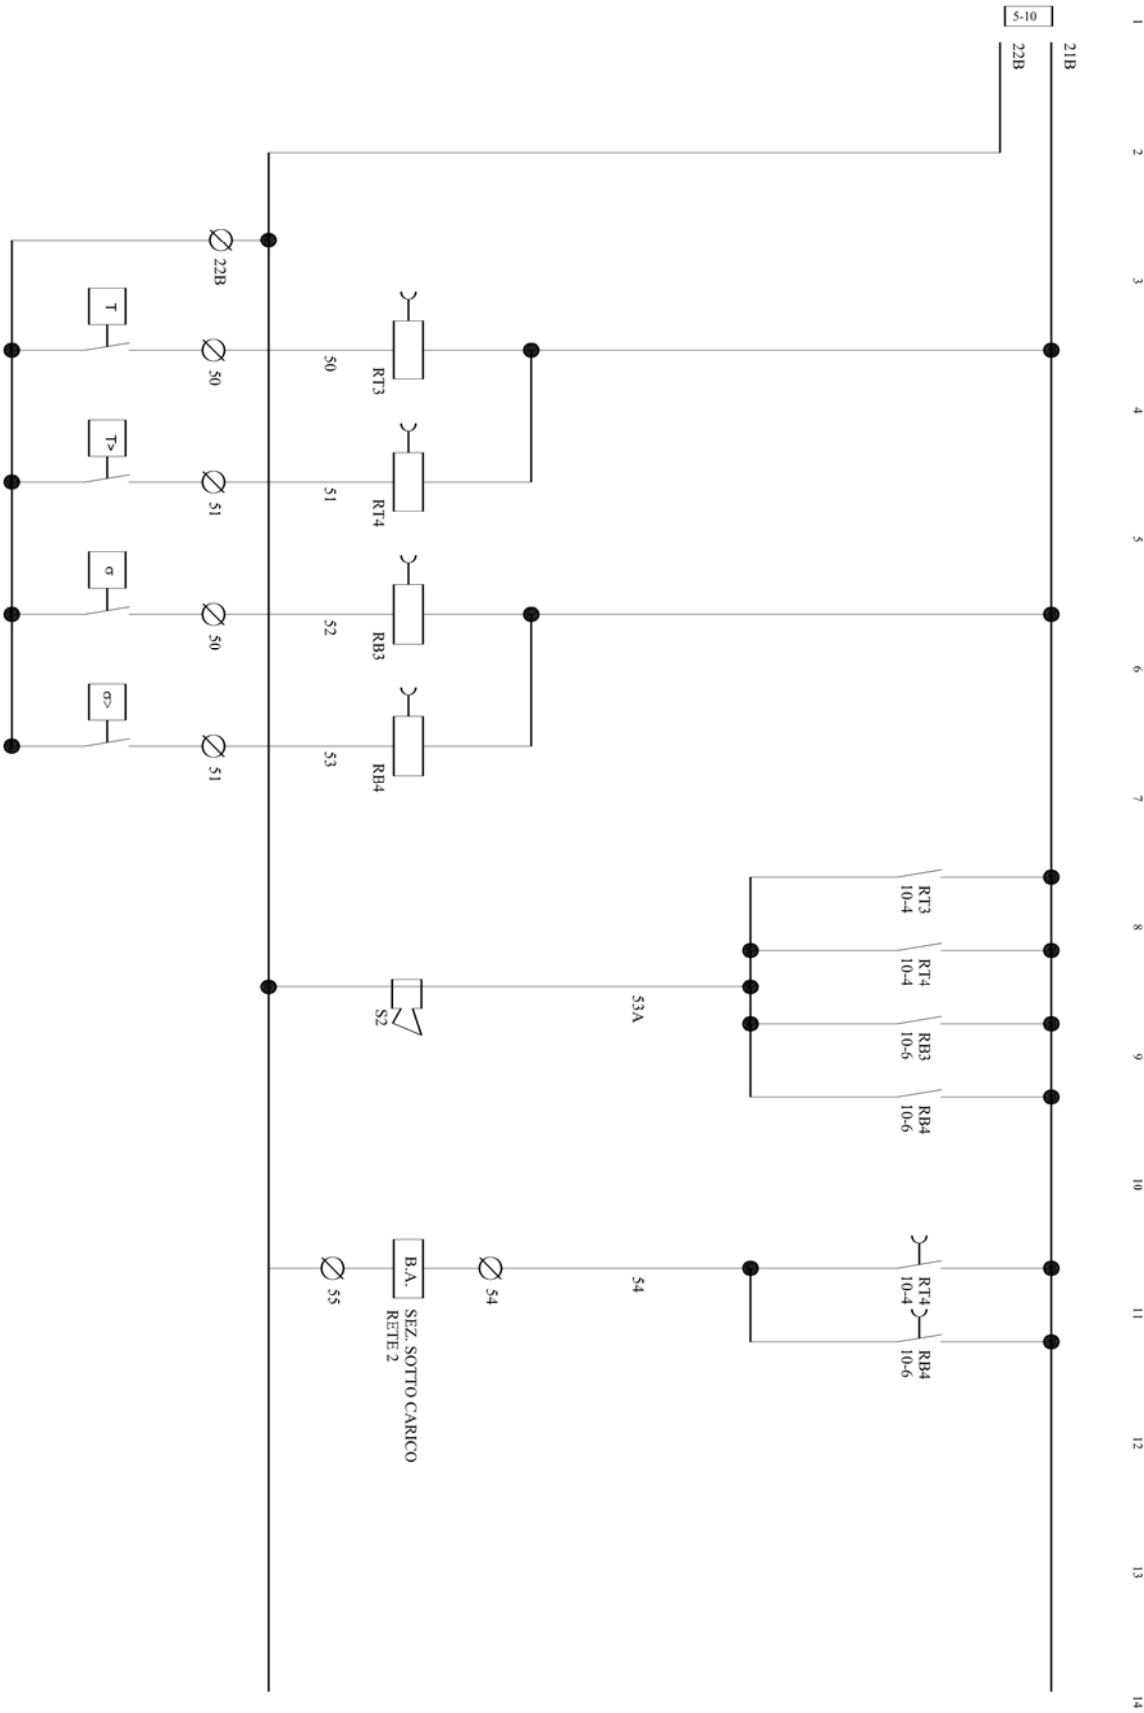 1 2 3 4 5 6 7 8 9 10 11 12 13 14
5-10
21B
22B
RT3
10-4
RT4
10-4
RB3
10-6
RB4
10-6
RT4
10-4
RB4
10-6
53A
54
RT3
RT4
RB3
RB4
S2
54
B.A.
SEZ. SOTTO CARICO
RETE 2
55
50
51
52
53
22B
50
51
50
51
T
T>
σ
σ>